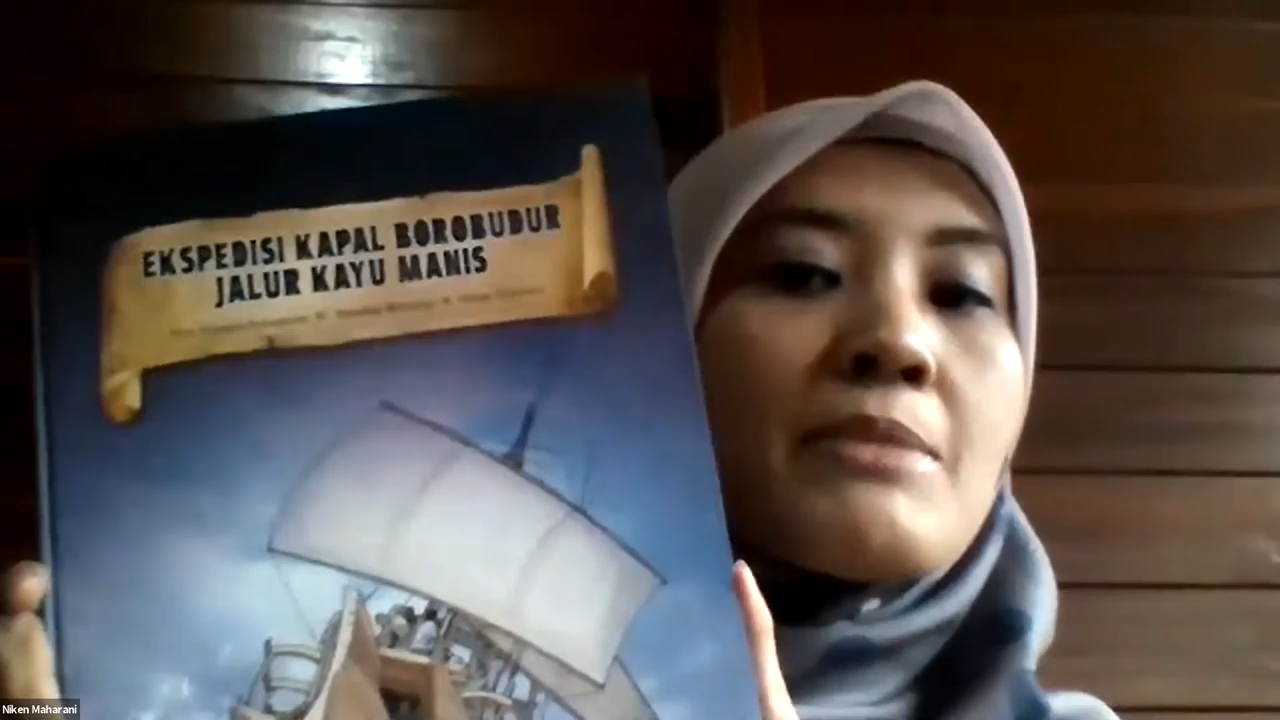 EKSPEDISI KAPAL BOROBUDUR
JALUR KAYU MANIS
Niken Maharani